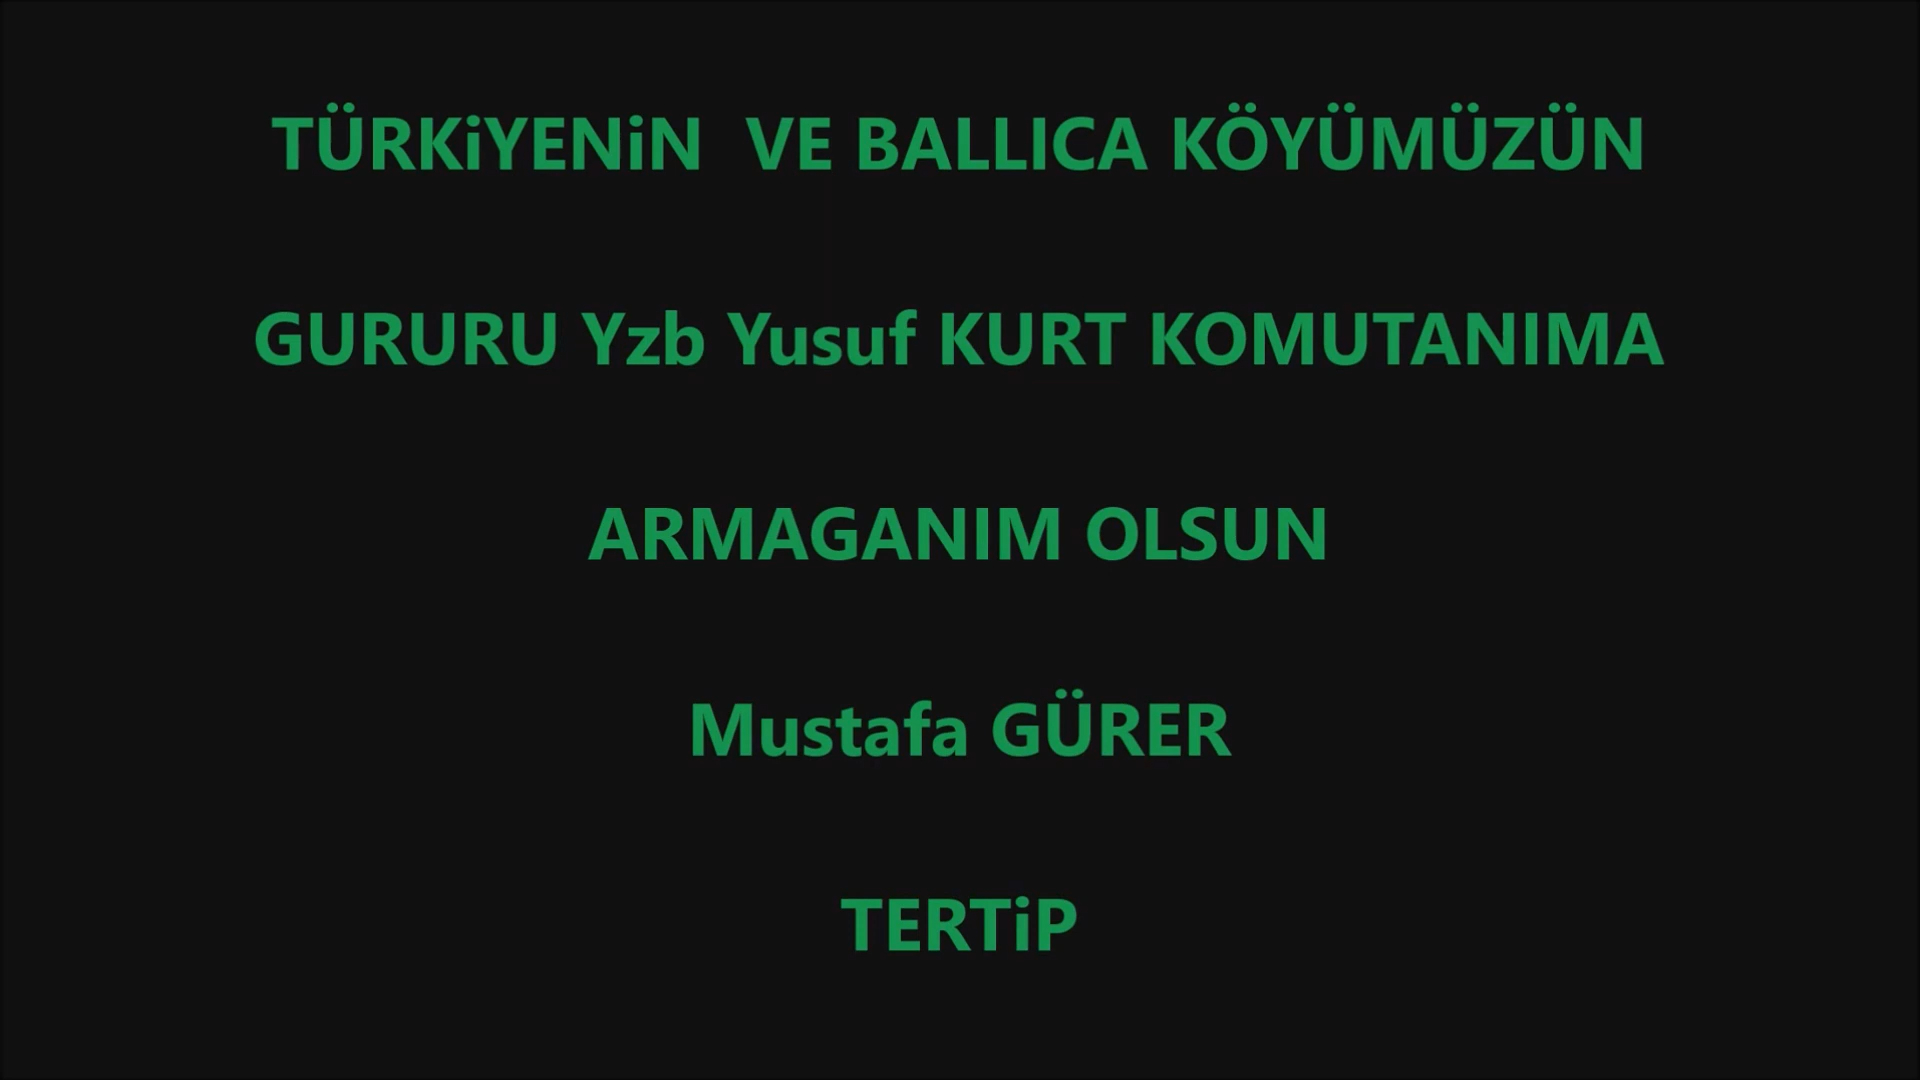 TÜRKiYENiN VE BALLICA KÖYÜMÜZÜN
GURURU Yzb Yusuf KURT KOMUTANIMA
ARMAGANIM OLSUN
Mustafa GÜRER
TERTiP